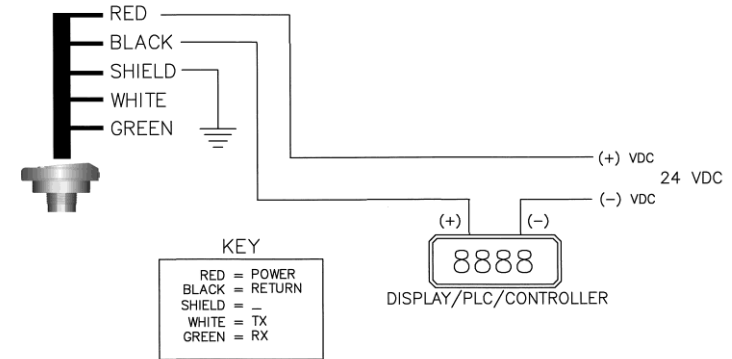 RED
BLACK
SHIELD
WHITE
GREEN
(+) VDC
24 VDC
(-) VDC
(+) (-)
8888
DISPLAY/PLC/CONTROLLER
KEY
RED = POWER
BLACK = RETURN
SHIELD = _
WHITE = TX
GREEN = RX